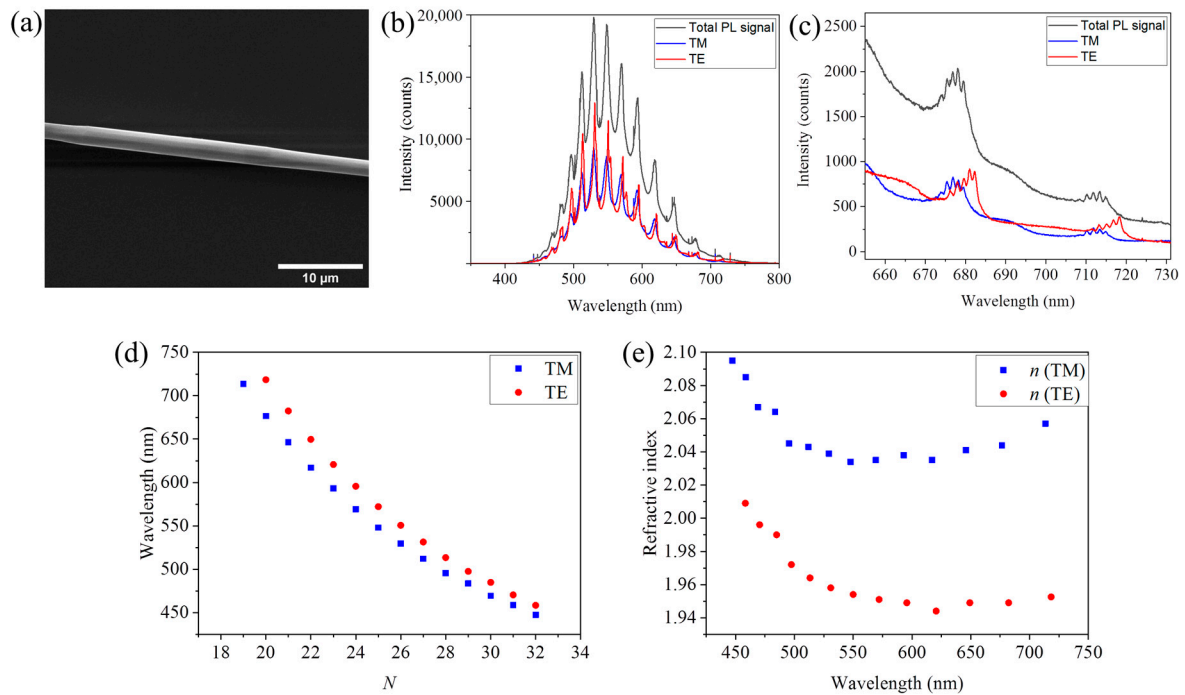 (a)
10 μm
(b)
20,000
15,000
10,000
5000
Intensity (counts)
400 500 600 700 800
Wavelength (nm)
Total PL signal
TM
TE
(c)
2500
2000
1500
1000
500
0
Intensity (counts)
660 670 680 690 700 710 720 730
Wavelength (nm)
Total PL signal
TM
TE
(d)
750
700
650
600
550
500
450
Wavelength (nm)
18 20 22 24 26 28 30 32 34
N
TM
TE
(e)
2.10
2.08
2.06
2.04
2.02
2.00
1.98
1.96
1.94
Refractive index
450 500 550 600 650 700 750
Wavelength (nm)
n (TM)
n (TE)